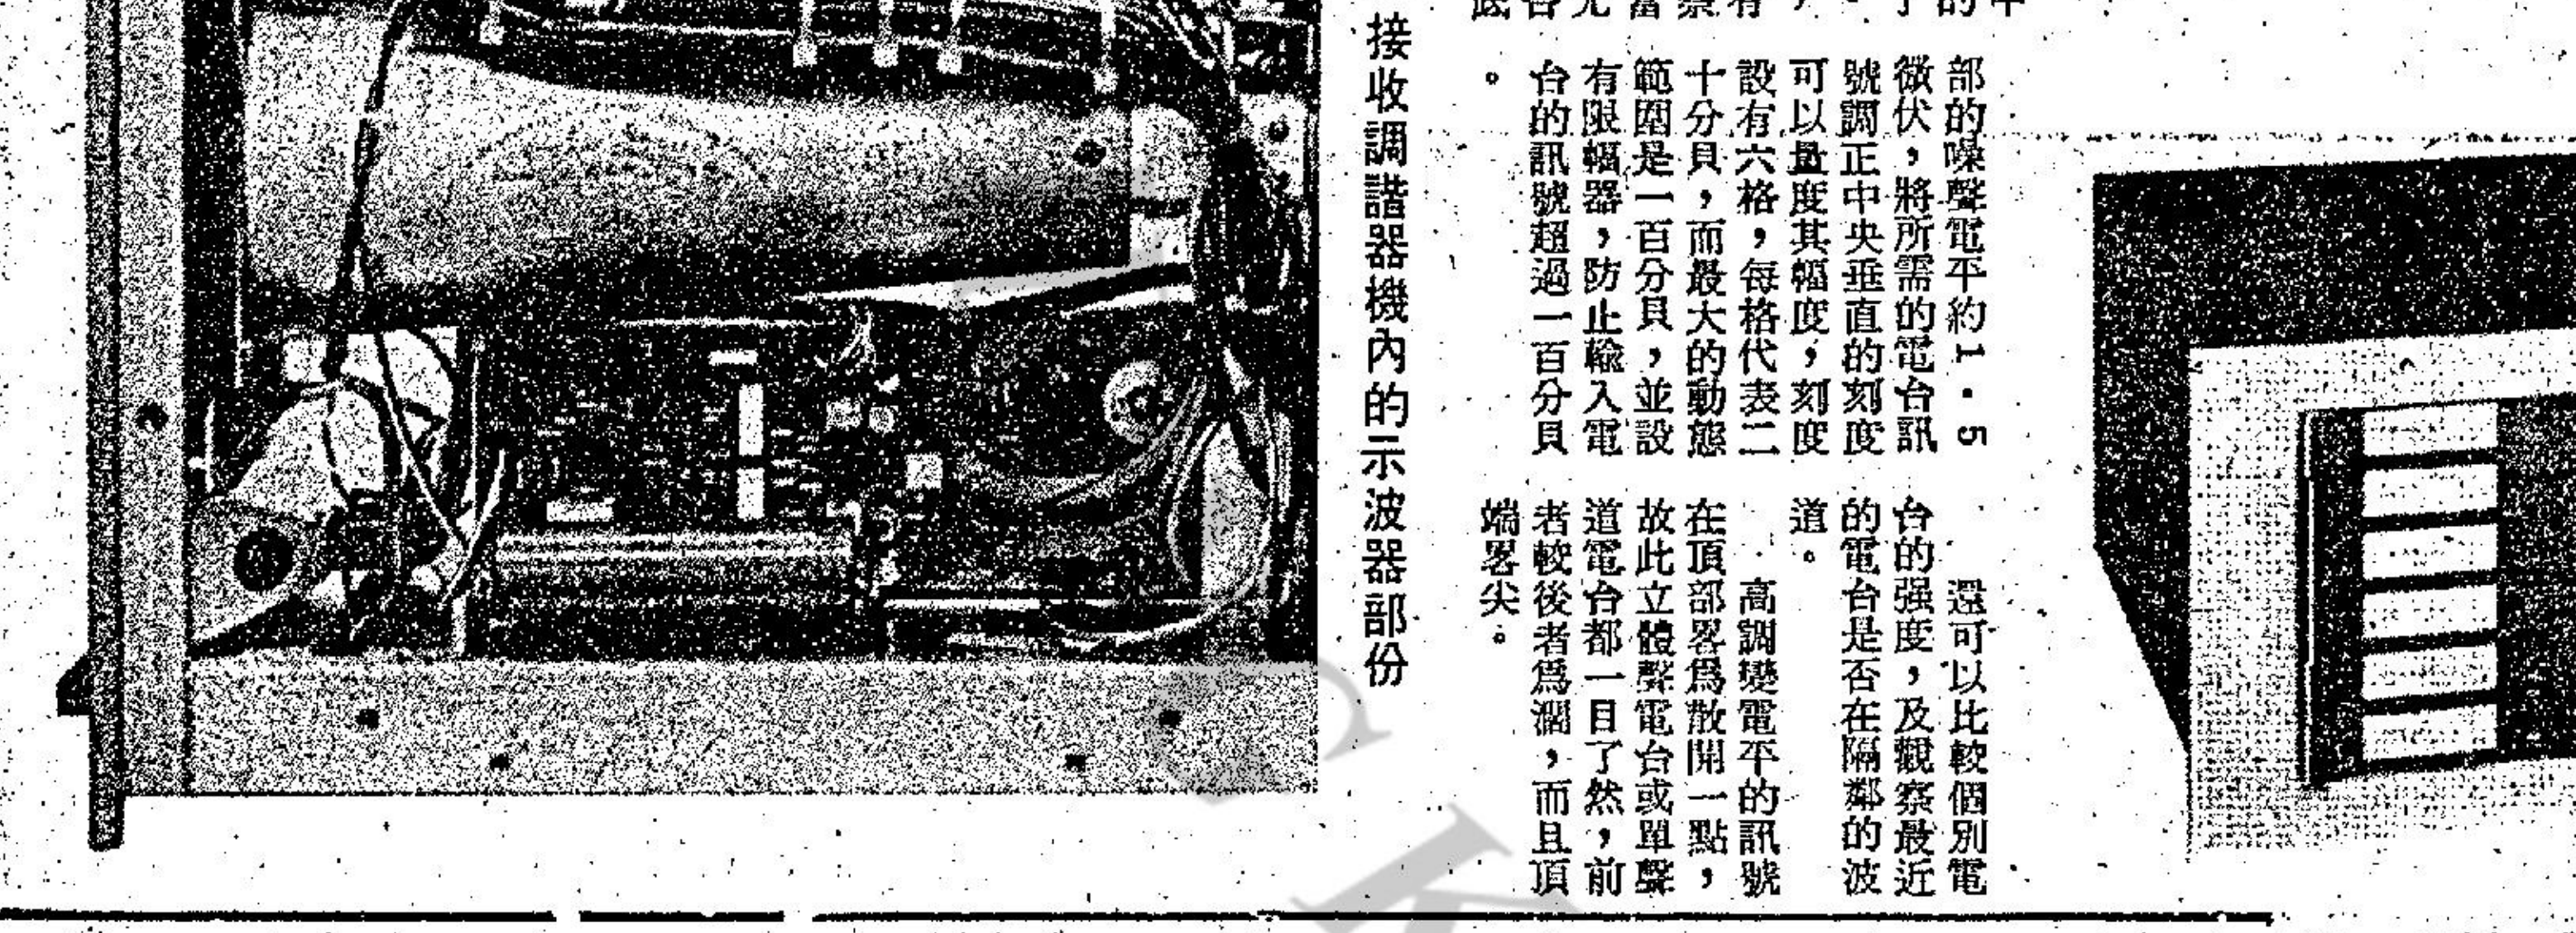 部的噪聲電平約1·5
微伏，將所需的電台訊
號調正中央垂直的刻度
可以量度其幅度，刻度
設有六格，每格代表二
十分貝，而最大的動態
範圍是一百分貝，並設
有限幅器，防止輸入電
台的訊號超過一百分貝
。
還可以比較個別電
台的强度，及觀察最近
的電台是否在隔鄰的波
道。
高調變電平的訊號
在頂部畧爲散開一點，
故此立體聲電台或單聲
道電台都一目了然，前
者較後者爲濶，而且頂
端畧尖。
接收調諧器機內的示波器部份